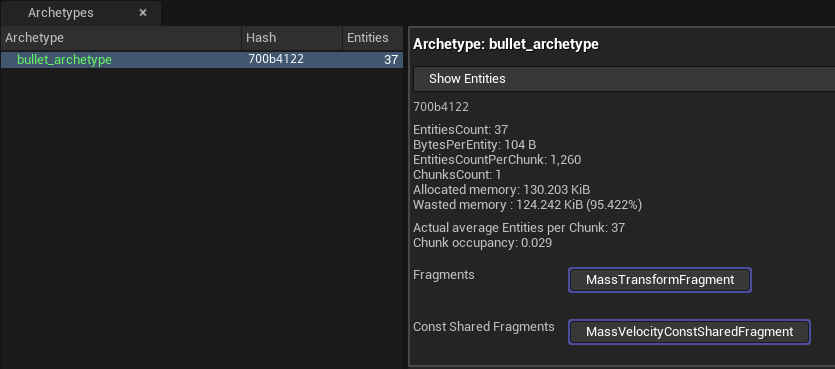 Archetypes
Archetype Hash Entities
bullet_archetype 700b4122 37
Archetype: bullet_archetype
Show Entities
700b4122
EntitiesCount: 37
BytesPerEntity: 104 B
EntitiesCountPerChunk: 1,260
ChunksCount: 1
Allocated memory: 130.203 KiB
Wasted memory : 124.242 KiB (95.422%)
Actual average Entities per Chunk: 37
Chunk occupancy: 0.029
Fragments MassTransformFragment
Const Shared Fragments MassVelocityConstSharedFragment